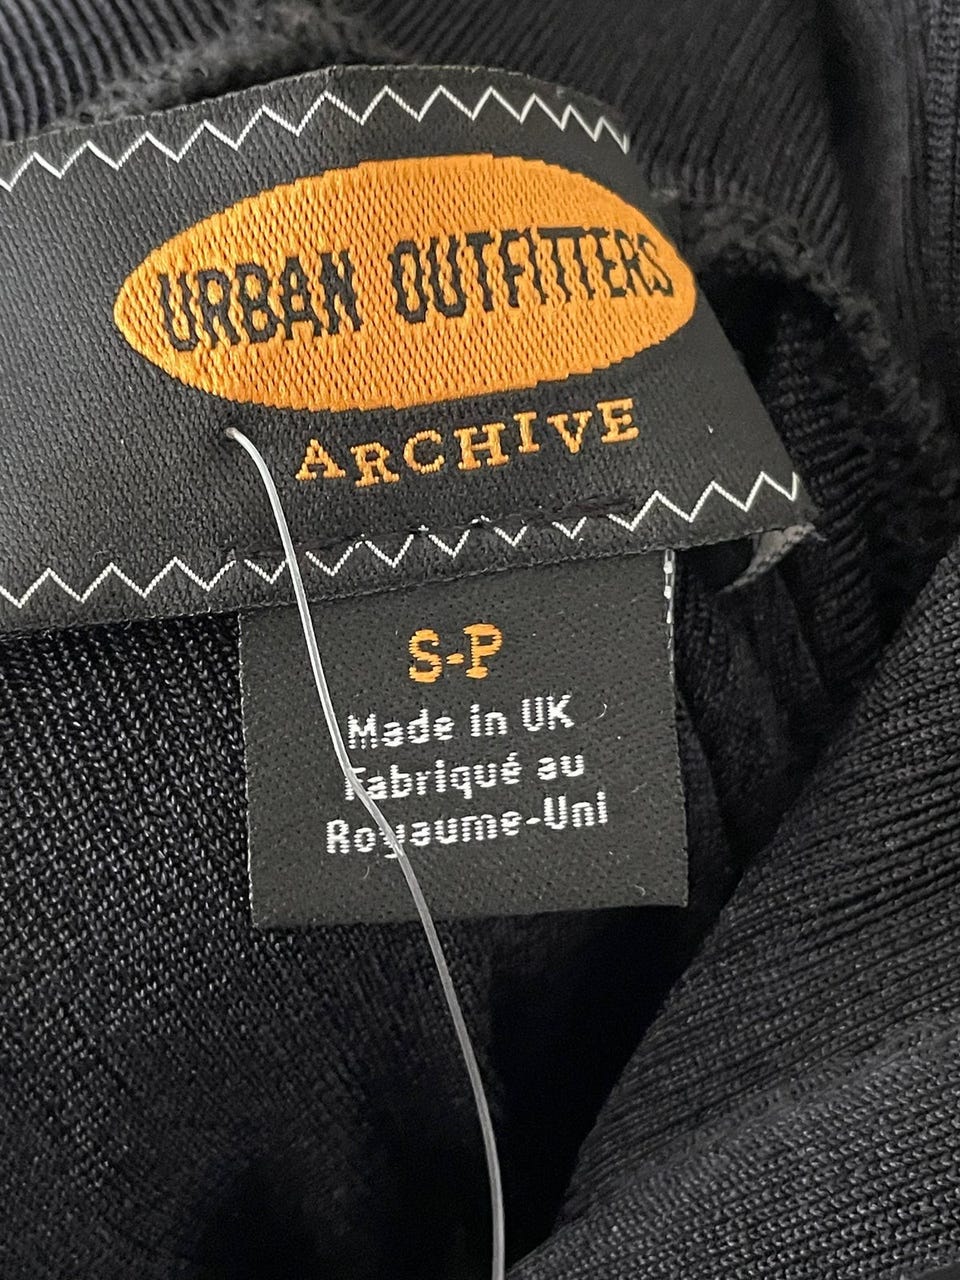 URBAN OUTFITTERS
ARCHIVE
S-P
Made in UK
Fabriqué au
Royaume-Uni